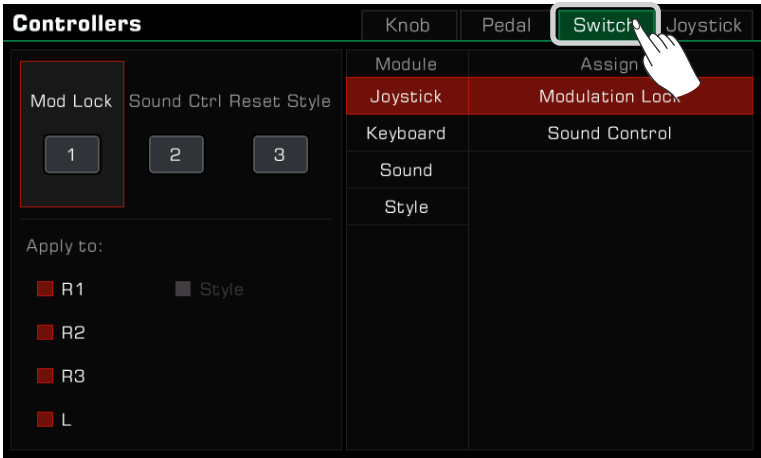 Controllers
Knob
Pedal
Switch
Joystick
Mod Lock
Sound Ctrl
Reset Style
1
2
3
Apply to:
R1
Style
R2
R3
L
Module
Assign
Joystick
Modulation Lock
Keyboard
Sound Control
Sound
Style